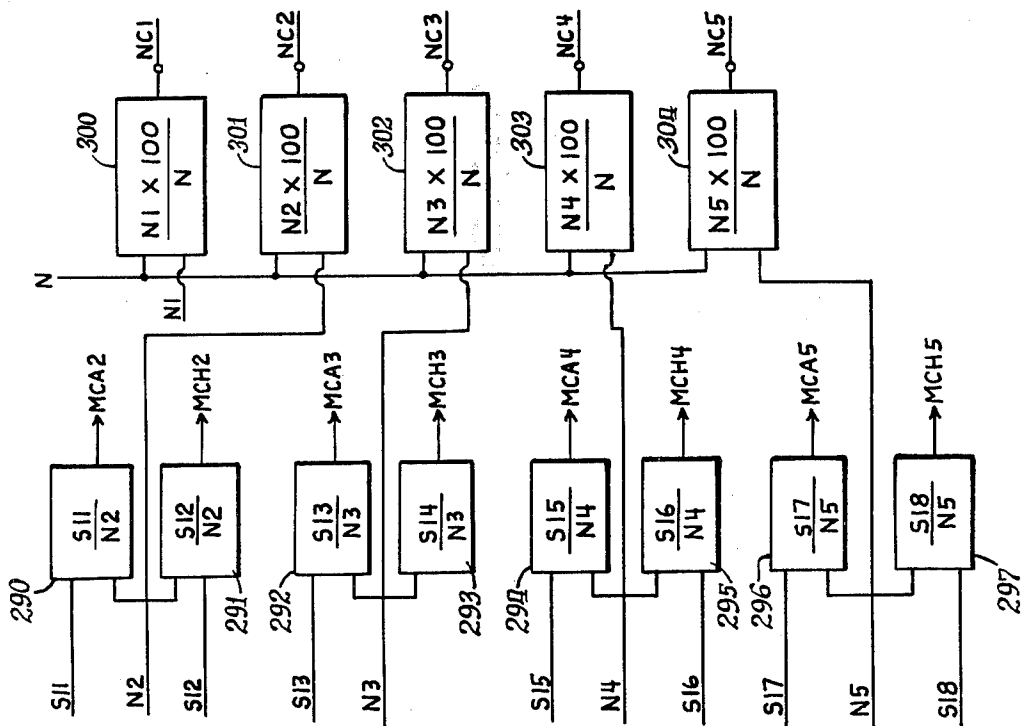 N
300
N1 X 100
N
NC1
N1
301
N2 X 100
N
NC2
302
N3 X 100
N
NC3
303
N4 X 100
N
NC4
304
N5 X 100
N
NC5
S11
290
S11
N2
MCA2
N2
S12
291
S12
N2
MCH2
S13
292
S13
N3
MCA3
N3
293
S14
N3
MCH3
S15
294
S15
N4
MCA4
N4
S16
295
S16
N4
MCH4
S17
296
S17
N5
MCA5
N5
S18
297
S18
N5
MCH5